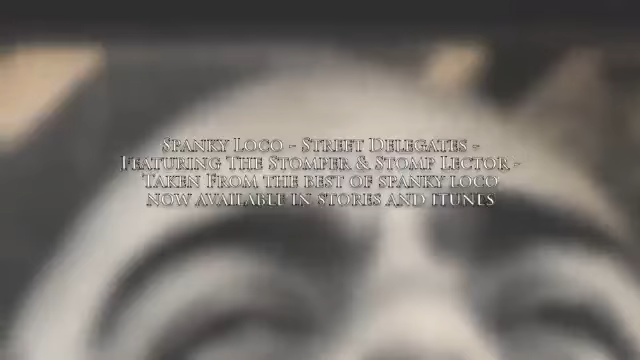 Spanky Loco - Street Delegates -
Featuring The Stomper & Stomp Lector -
Taken From the best of spanky loco
now available in stores and itunes